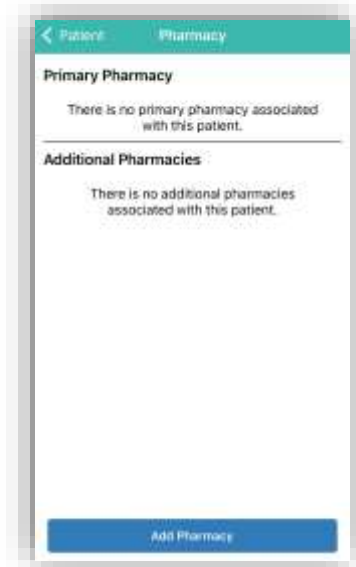 Patient Pharmacy
Primary Pharmacy
There is no primary pharmacy associated
with this patient.
Additional Pharmacies
There is no additional pharmacies
associated with this patient.
Add Pharmacy